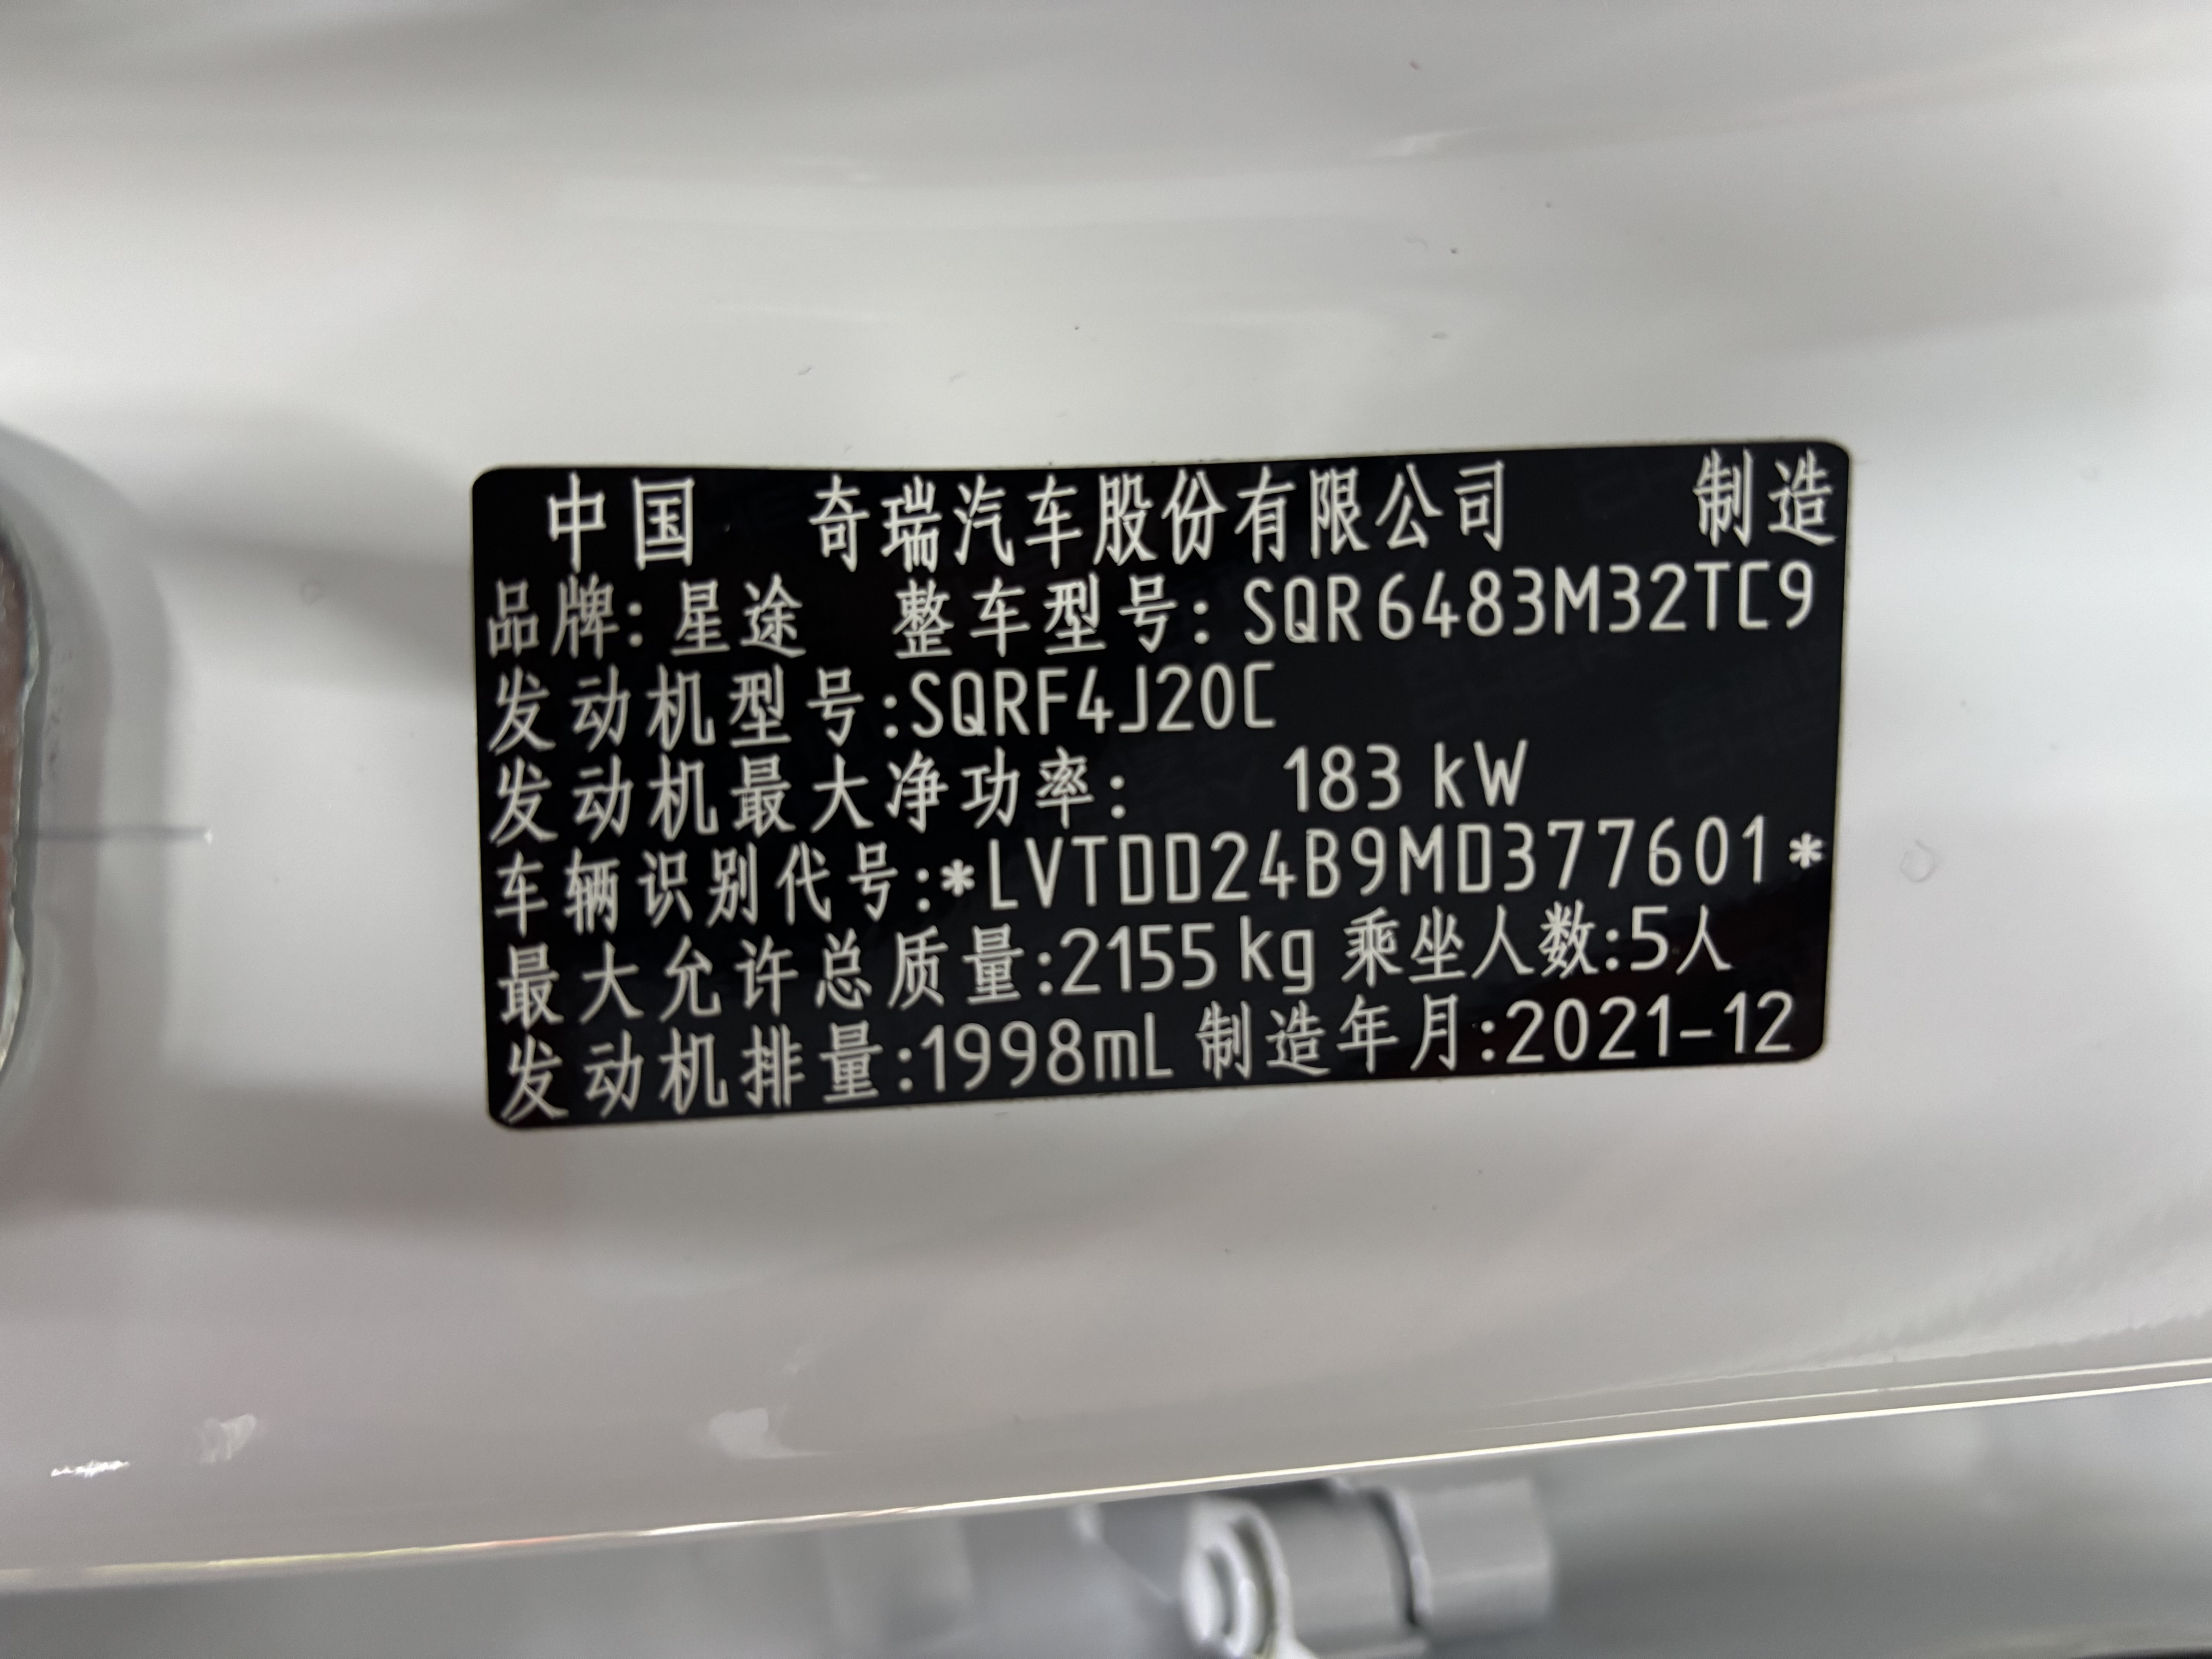 中国 奇瑞汽车股份有限公司 制造
品牌:星途 整车型号:SQR6483M32TC9
发动机型号:SQRF4J20C
发动机最大净功率: 183 kW
车辆识别代号:*LVTDD24B9MD377601*
最大允许总质量:2155kg 乘坐人数:5人
发动机排量:1998mL 制造年月:2021-12